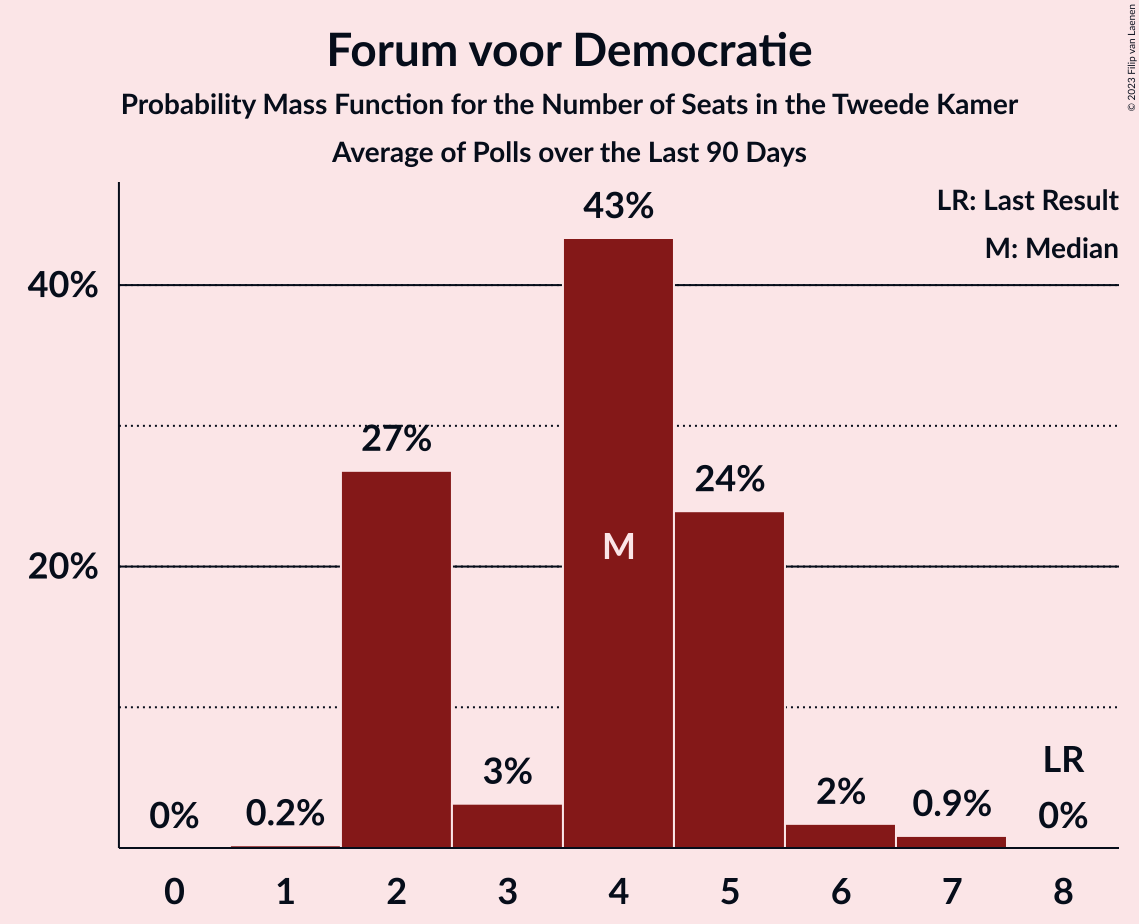 Forum voor Democratie
Probability Mass Function for the Number of Seats in the Tweede Kamer
Average of Polls over the Last 90 Days
© 2023 Filip van Laenen
LR: Last Result
M: Median
43%
40%
27%
24%
M
20%
LR
3%
2%
0.9%
0%
0.2%
0%
0 1 2 3 4 5 6 7 8